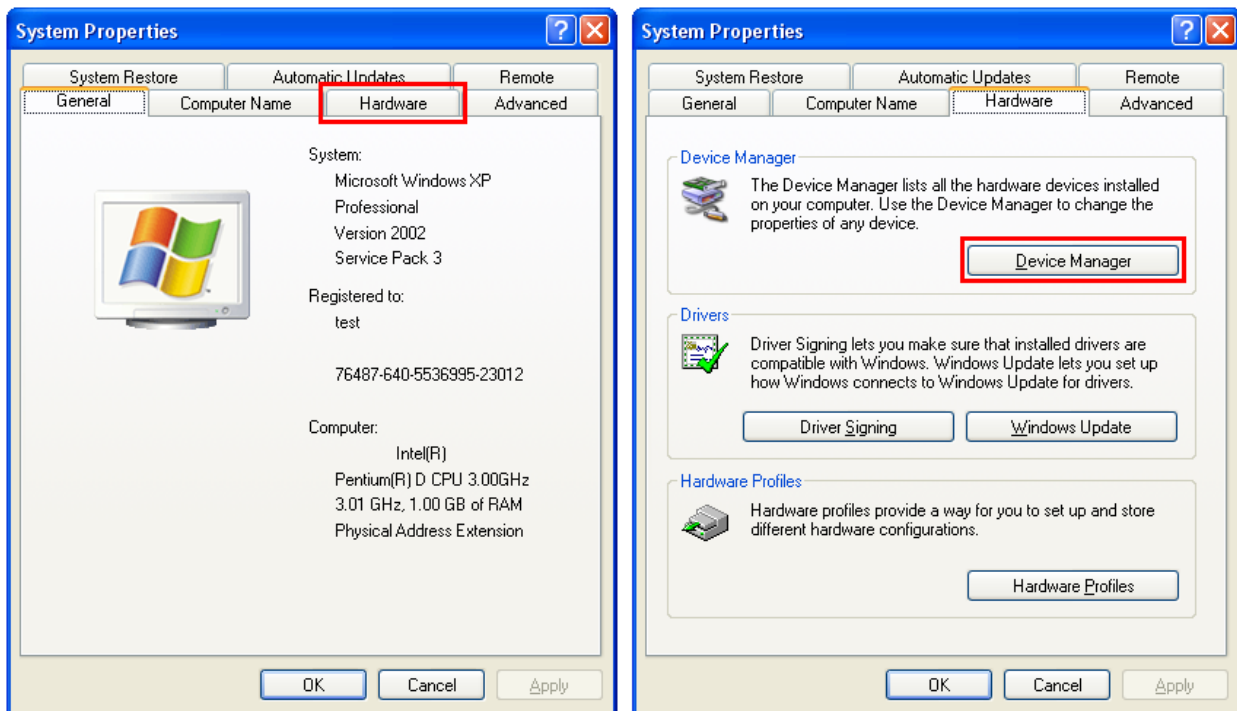 System Properties
System Restore Automatic Updates Remote
General Computer Name Hardware Advanced
System:
Microsoft Windows XP
Professional
Version 2002
Service Pack 3
Registered to:
test
76487-640-5536995-23012
Computer:
Intel(R)
Pentium(R) D CPU 3.00GHz
3.01 GHz, 1.00 GB of RAM
Physical Address Extension
OK Cancel Apply
System Properties
System Restore Automatic Updates Remote
General Computer Name Hardware Advanced
Device Manager
The Device Manager lists all the hardware devices installed
on your computer. Use the Device Manager to change the
properties of any device.
Device Manager
Drivers
Driver Signing lets you make sure that installed drivers are
compatible with Windows. Windows Update lets you set up
how Windows connects to Windows Update for drivers.
Driver Signing Windows Update
Hardware Profiles
Hardware profiles provide a way for you to set up and store
different hardware configurations.
Hardware Profiles
OK Cancel Apply